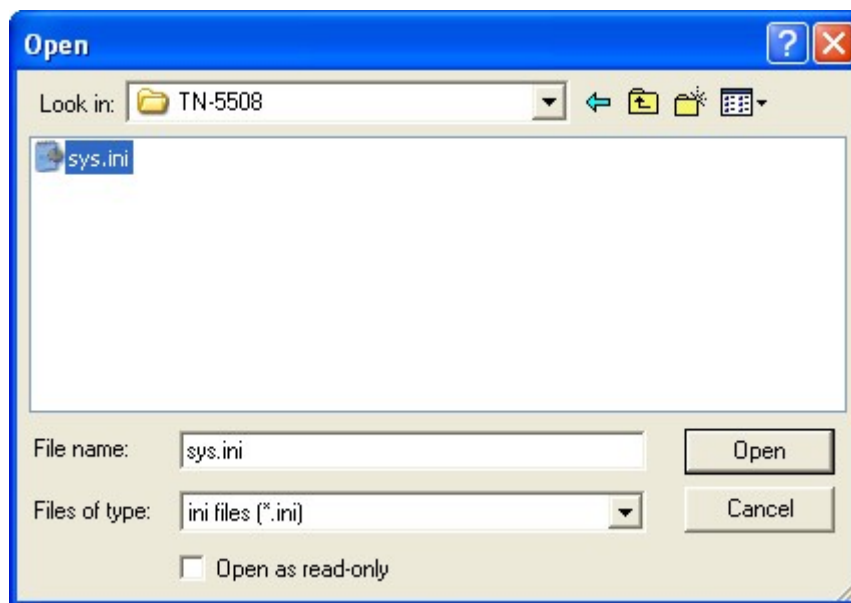 Open
Look in: TN-5508
sys.ini
File name: sys.ini Open
Files of type: ini files (*.ini) Cancel
Open as read-only